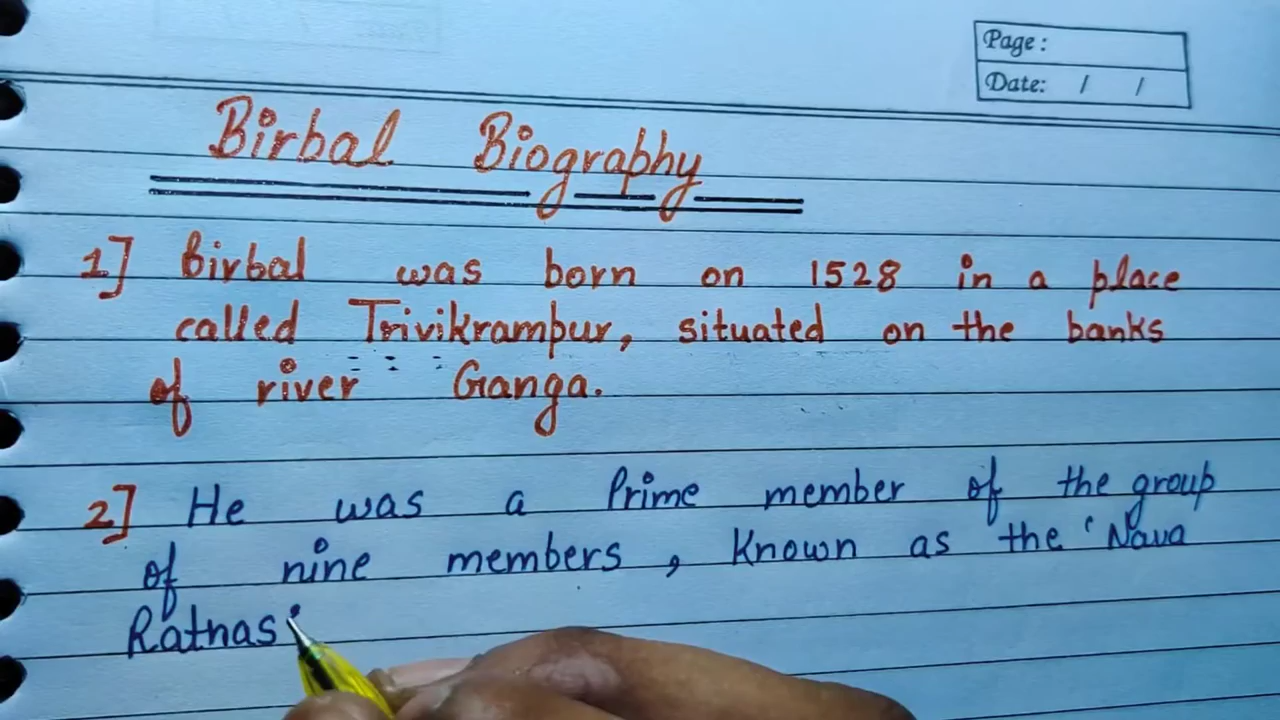 Page:
Date: / /
Birbal Biography
1] Birbal was born on 1528 in a place
called Trivikrampur, situated on the banks
of river Ganga.
2] He was a Prime member of the group
of nine members, known as the 'Nava
Ratnas'